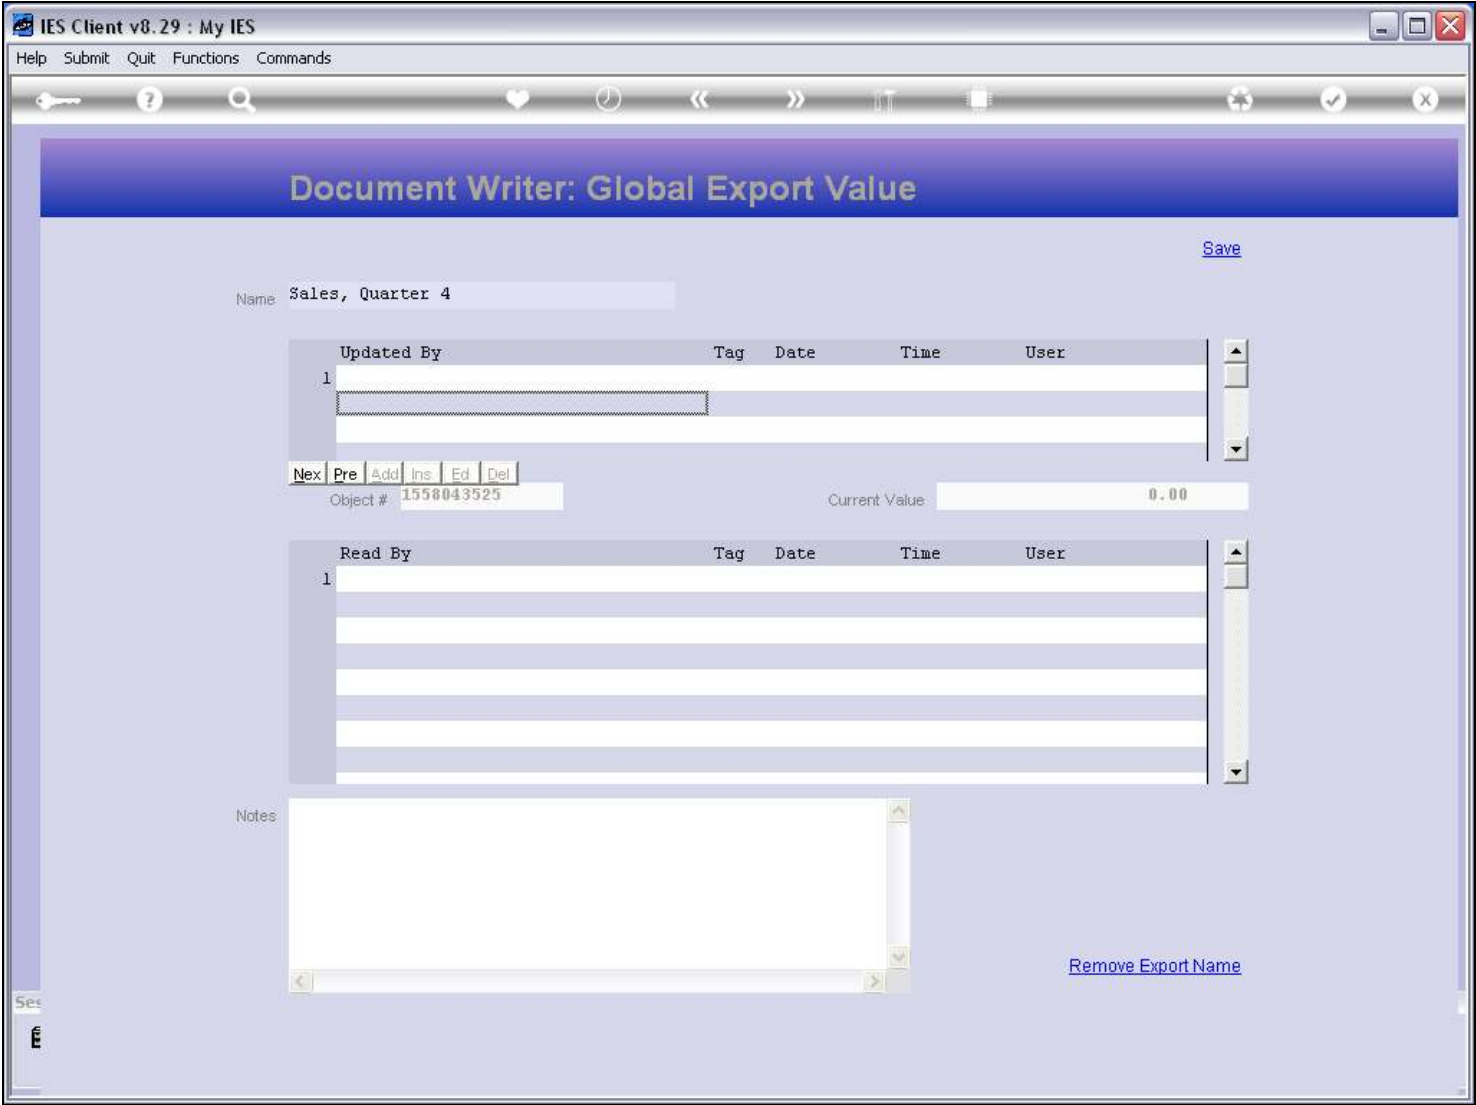 IES Client v8.29 : My IES
Help Submit Quit Functions Commands
Document Writer: Global Export Value
Save
Name Sales, Quarter 4
Updated By Tag Date Time User
1
Nex Pre Add Ins Ed Del
Object # 1558043525 Current Value 0.00
Read By Tag Date Time User
1
Notes
Remove Export Name